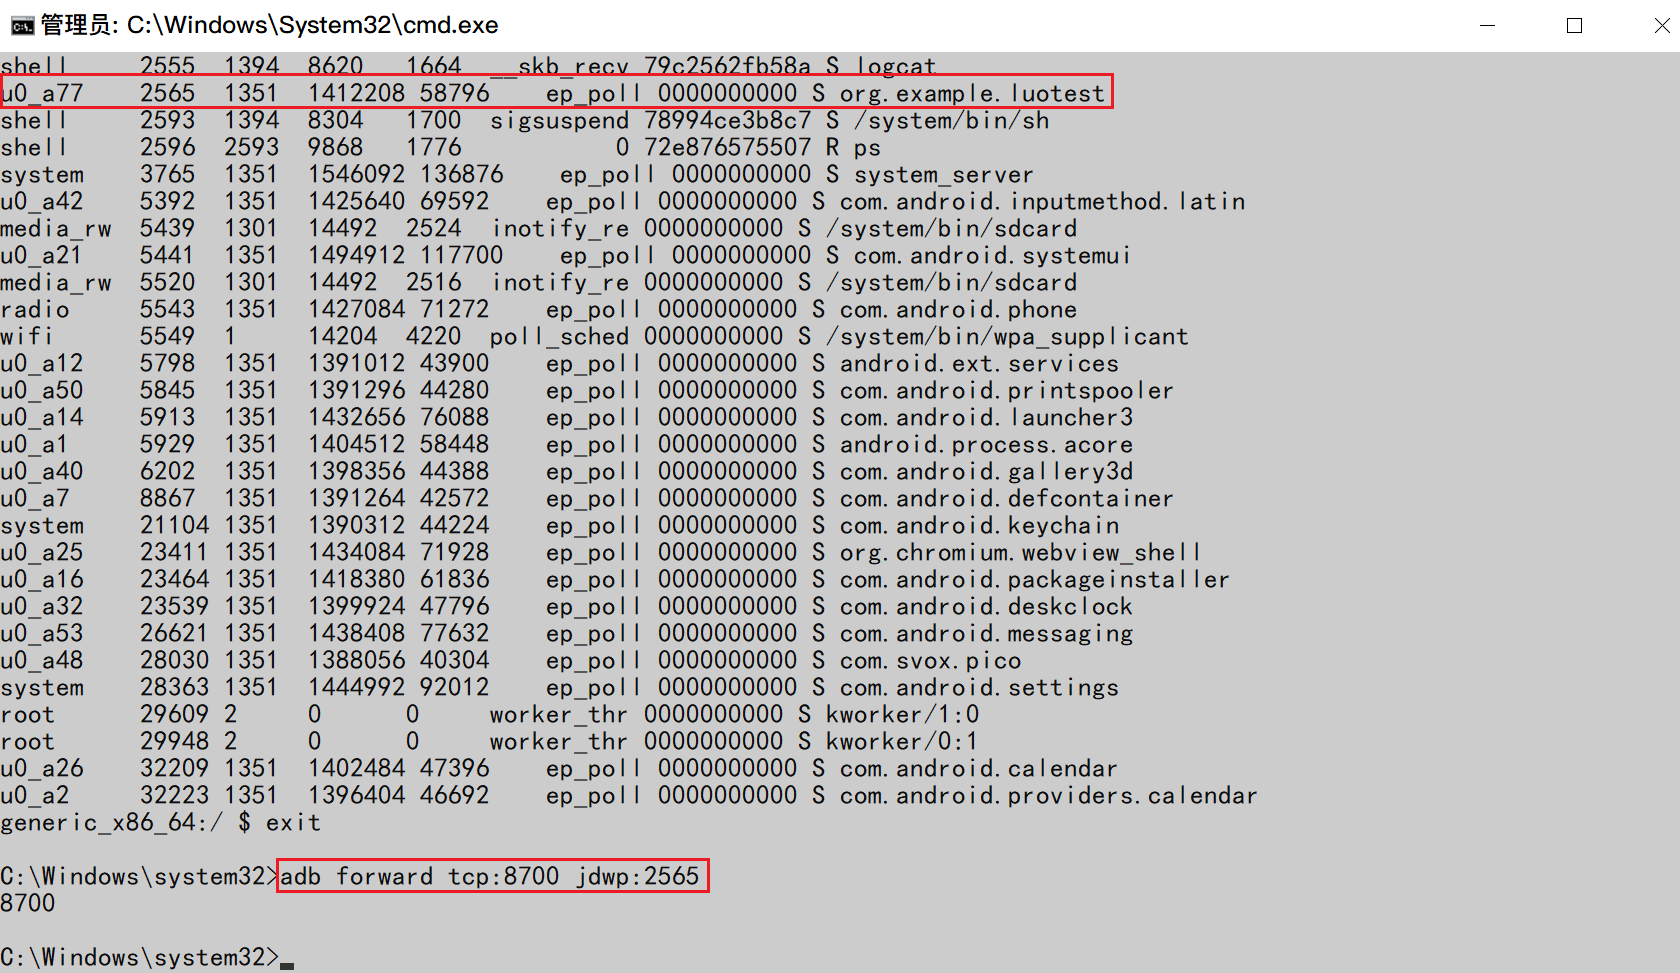 管理员: C:\Windows\System32\cmd.exe
shell 2555 1394 8620 1664 __skb_recv 79c2562fb58a S logcat
u0_a77 2565 1351 1412208 58796 ep_poll 0000000000 S org.example.luotest
shell 2593 1394 8304 1700 sigsuspend 78994ce3b8c7 S /system/bin/sh
shell 2596 2593 9868 1776 0 72e876575507 R ps
system 3765 1351 1546092 136876 ep_poll 0000000000 S system_server
u0_a42 5392 1351 1425640 69592 ep_poll 0000000000 S com.android.inputmethod.latin
media_rw 5439 1301 14492 2524 inotify_re 0000000000 S /system/bin/sdcard
u0_a21 5441 1351 1494912 117700 ep_poll 0000000000 S com.android.systemui
media_rw 5520 1301 14492 2516 inotify_re 0000000000 S /system/bin/sdcard
radio 5543 1351 1427084 71272 ep_poll 0000000000 S com.android.phone
wifi 5549 1 14204 4220 poll_sched 0000000000 S /system/bin/wpa_supplicant
u0_a12 5798 1351 1391012 43900 ep_poll 0000000000 S android.ext.services
u0_a50 5845 1351 1391296 44280 ep_poll 0000000000 S com.android.printspooler
u0_a14 5913 1351 1432656 76088 ep_poll 0000000000 S com.android.launcher3
u0_a1 5929 1351 1404512 58448 ep_poll 0000000000 S android.process.acore
u0_a40 6202 1351 1398356 44388 ep_poll 0000000000 S com.android.gallery3d
u0_a7 8867 1351 1391264 42572 ep_poll 0000000000 S com.android.defcontainer
system 21104 1351 1390312 44224 ep_poll 0000000000 S com.android.keychain
u0_a25 23411 1351 1434084 71928 ep_poll 0000000000 S org.chromium.webview_shell
u0_a16 23464 1351 1418380 61836 ep_poll 0000000000 S com.android.packageinstaller
u0_a32 23539 1351 1399924 47796 ep_poll 0000000000 S com.android.deskclock
u0_a53 26621 1351 1438408 77632 ep_poll 0000000000 S com.android.messaging
u0_a48 28030 1351 1388056 40304 ep_poll 0000000000 S com.svox.pico
system 28363 1351 1444992 92012 ep_poll 0000000000 S com.android.settings
root 29609 2 0 0 worker_thr 0000000000 S kworker/1:0
root 29948 2 0 0 worker_thr 0000000000 S kworker/0:1
u0_a26 32209 1351 1402484 47396 ep_poll 0000000000 S com.android.calendar
u0_a2 32223 1351 1396404 46692 ep_poll 0000000000 S com.android.providers.calendar
generic_x86_64:/ $ exit
C:\Windows\system32>adb forward tcp:8700 jdwp:2565
8700
C:\Windows\system32>